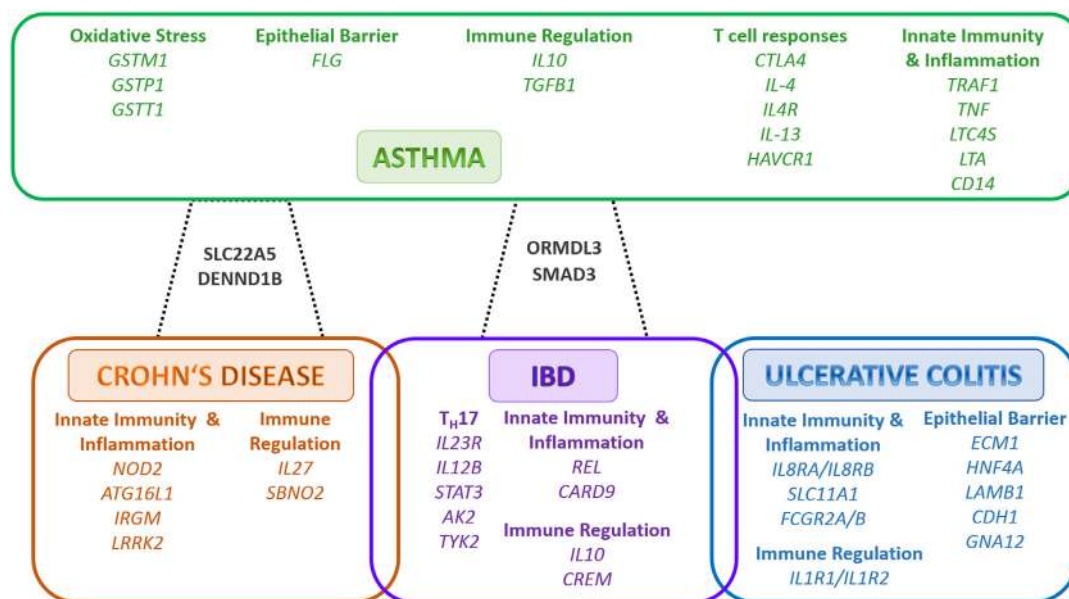 Oxidative Stress
GSTM1
GSTP1
GSTT1
Epithelial Barrier
FLG
Immune Regulation
IL10
TGFB1
T cell responses
CTLA4
IL-4
IL4R
IL-13
HAVCR1
Innate Immunity
& Inflammation
TRAF1
TNF
LTC4S
LTA
CD14
ASTHMA
SLC22A5
DENND1B
ORMDL3
SMAD3
CROHN‘S DISEASE
Innate Immunity &
Inflammation
NOD2
ATG16L1
IRGM
LRRK2
Immune
Regulation
IL27
SBNO2
IBD
TH17
IL23R
IL12B
STAT3
AK2
TYK2
Innate Immunity &
Inflammation
REL
CARD9
Immune Regulation
IL10
CREM
ULCERATIVE COLITIS
Innate Immunity &
Inflammation
IL8RA/IL8RB
SLC11A1
FCGR2A/B
Immune Regulation
IL1R1/IL1R2
Epithelial Barrier
ECM1
HNF4A
LAMB1
CDH1
GNA12